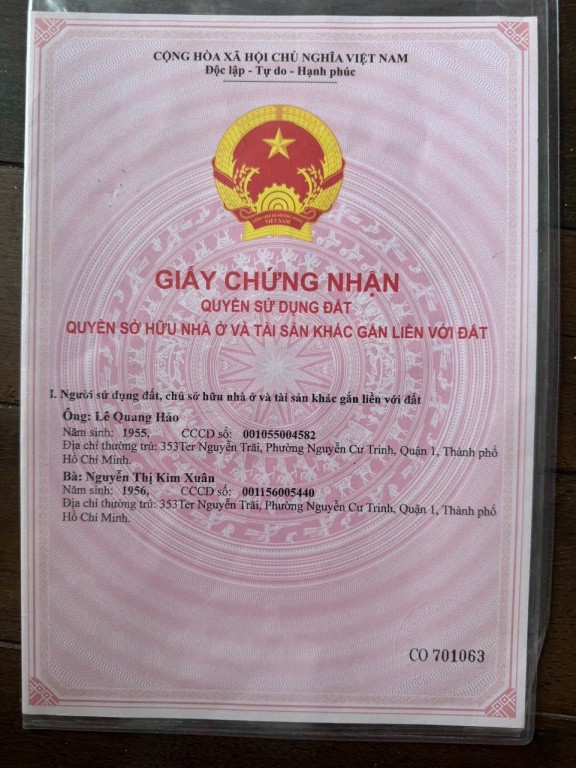 CỘNG HÒA XÃ HỘI CHỦ NGHĨA VIỆT NAM
Độc lập - Tự do - Hạnh phúc
VIỆT NAM
GIẤY CHỨNG NHẬN
QUYỀN SỬ DỤNG ĐẤT
QUYỀN SỞ HỮU NHÀ Ở VÀ TÀI SẢN KHÁC GẮN LIỀN VỚI ĐẤT
I. Người sử dụng đất, chủ sở hữu nhà ở và tài sản khác gắn liền với đất
Ông: Lê Quang Hào
Năm sinh: 1955, CCCD số: 001055004582
Địa chỉ thường trú: 353Ter Nguyễn Trãi, Phường Nguyễn Cư Trinh, Quận 1, Thành phố
Hồ Chí Minh.
Bà: Nguyễn Thị Kim Xuân
Năm sinh: 1956, CCCD số: 001156005440
Địa chỉ thường trú: 353Ter Nguyễn Trãi, Phường Nguyễn Cư Trinh, Quận 1, Thành phố
Hồ Chí Minh.
CO 701063